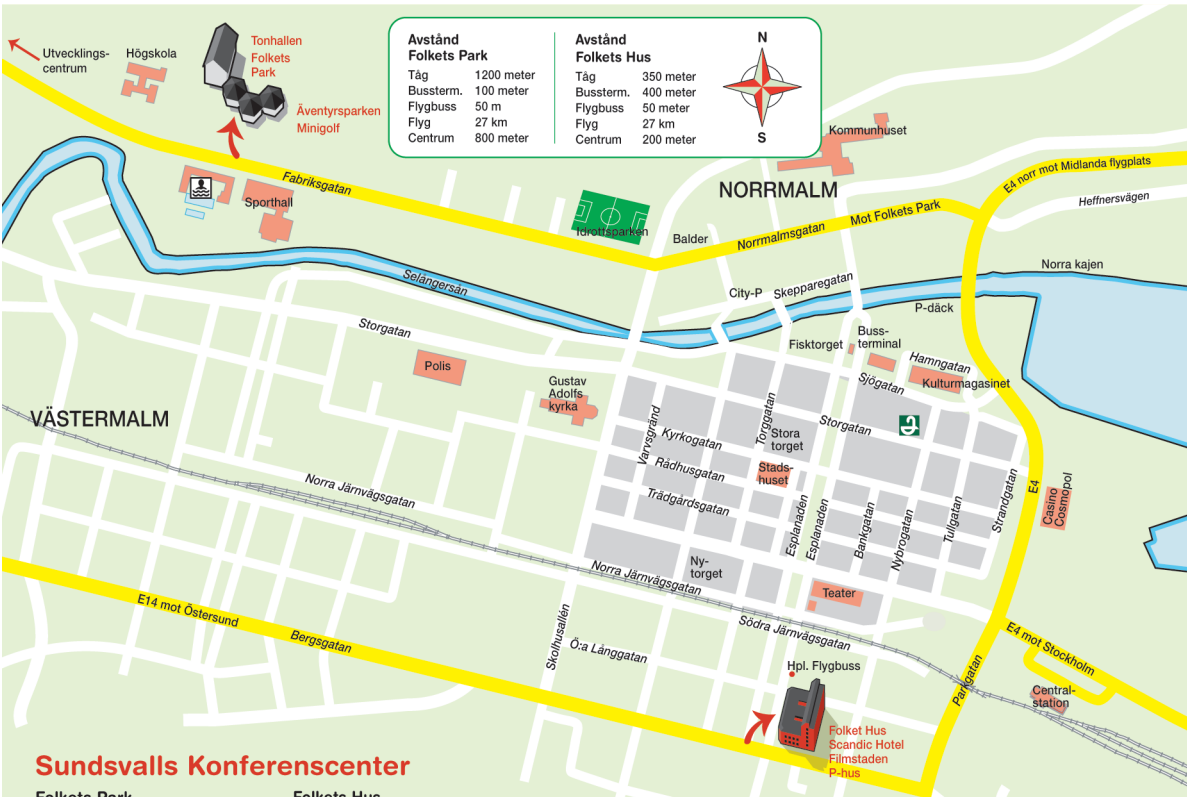 Utvecklings-
centrum
Högskola
Tonhallen
Folkets
Park
Äventyrsparken
Minigolf
Avstånd
Folkets Park
Tåg 1200 meter
Bussterm. 100 meter
Flygbuss 50 m
Flyg 27 km
Centrum 800 meter
Avstånd
Folkets Hus
Tåg 350 meter
Bussterm. 400 meter
Flygbuss 50 meter
Flyg 27 km
Centrum 200 meter
N
S
Kommunhuset
NORRMALM
E4 norr mot Midlanda flygplats
Heffnersvägen
Fabriksgatan
Sporthall
Idrottsparken
Balder
Norrmalmsgatan
Mot Folkets Park
Norra kajen
Selångersån
City-P
Skepparegatan
P-däck
Storgatan
Fisktorget
Buss-
terminal
Hamngatan
Kulturmagasinet
Sjögatan
Polis
Gustav
Adolfs
kyrka
VÄSTERMALM
Varvsgränd
Kyrkogatan
Torggatan
Stora
torget
Storgatan
Rådhusgatan
Stads-
huset
Trädgårdsgatan
Esplanaden
Esplanaden
Bankgatan
Nybrogatan
Tullgatan
Strandgatan
E4
Casino
Cosmopol
Norra Järnvägsgatan
Norra Järnvägsgatan
Ny-
torget
Teater
E14 mot Östersund
Bergsgatan
Skolhusallén
Ö:a Långgatan
Södra Järnvägsgatan
E4 mot Stockholm
Hpl. Flygbuss
Parkgatan
Central-
station
Folket Hus
Scandic Hotel
Filmstaden
P-hus
Sundsvalls Konferenscenter
Folkets Park
Folkets Hus